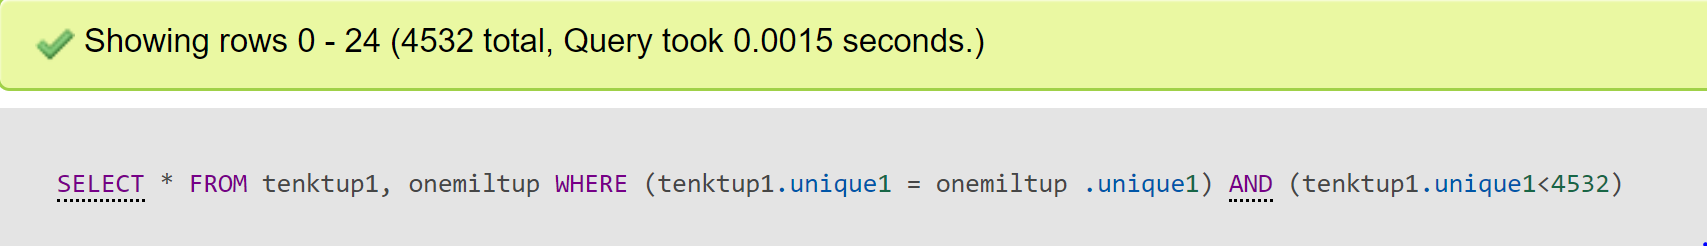 Showing rows 0 - 24 (4532 total, Query took 0.0015 seconds.)
SELECT * FROM tenktup1, onemiltup WHERE (tenktup1.unique1 = onemiltup .unique1) AND (tenktup1.unique1<4532)